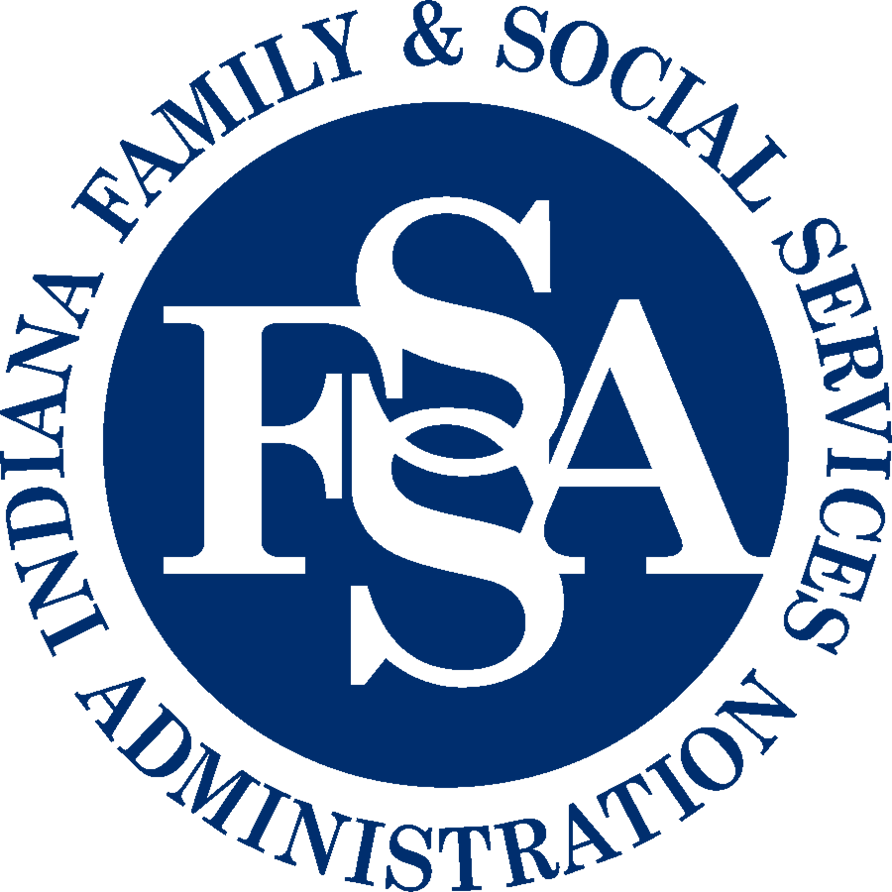 INDIANA FAMILY & SOCIAL SERVICES ADMINISTRATION
FSSA